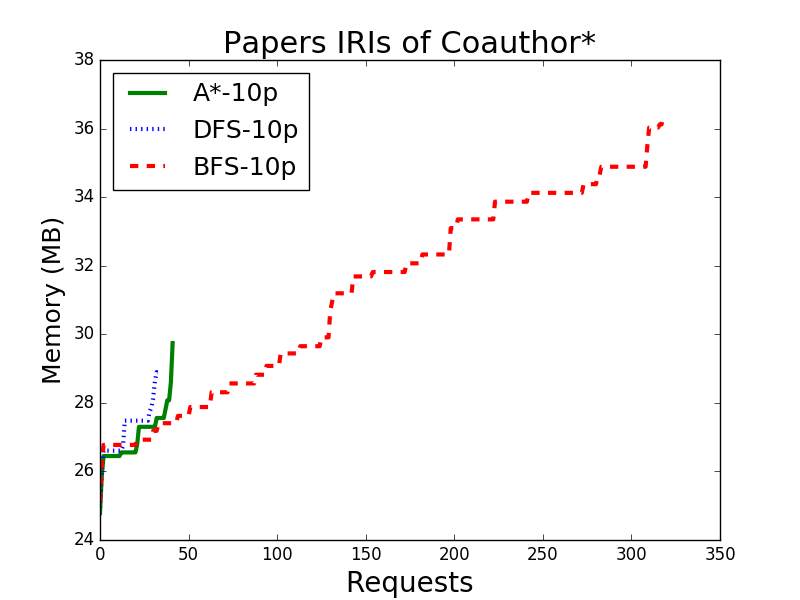 Papers IRIs of Coauthor*
A*-10p
DFS-10p
BFS-10p
Memory (MB)
38
36
34
32
30
28
26
24
0 50 100 150 200 250 300 350
Requests